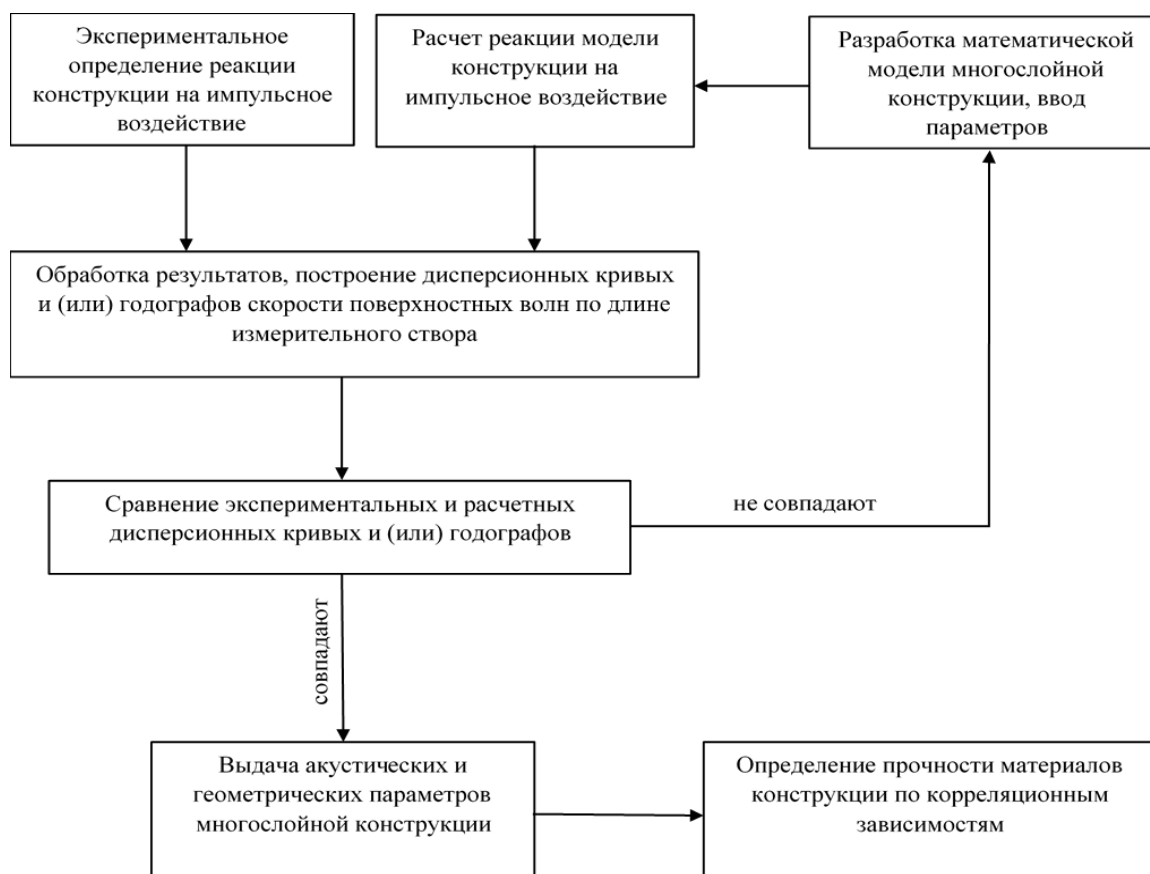 Экспериментальное
определение реакции
конструкции на импульсное
воздействие
Расчет реакции модели
конструкции на
импульсное воздействие
Разработка математической
модели многослойной
конструкции, ввод
параметров
Обработка результатов, построение дисперсионных кривых
и (или) годографов скорости поверхностных волн по длине
измерительного створа
Сравнение экспериментальных и расчетных
дисперсионных кривых и (или) годографов
не совпадают
совпадают
Выдача акустических и
геометрических параметров
многослойной конструкции
Определение прочности материалов
конструкции по корреляционным
зависимостям